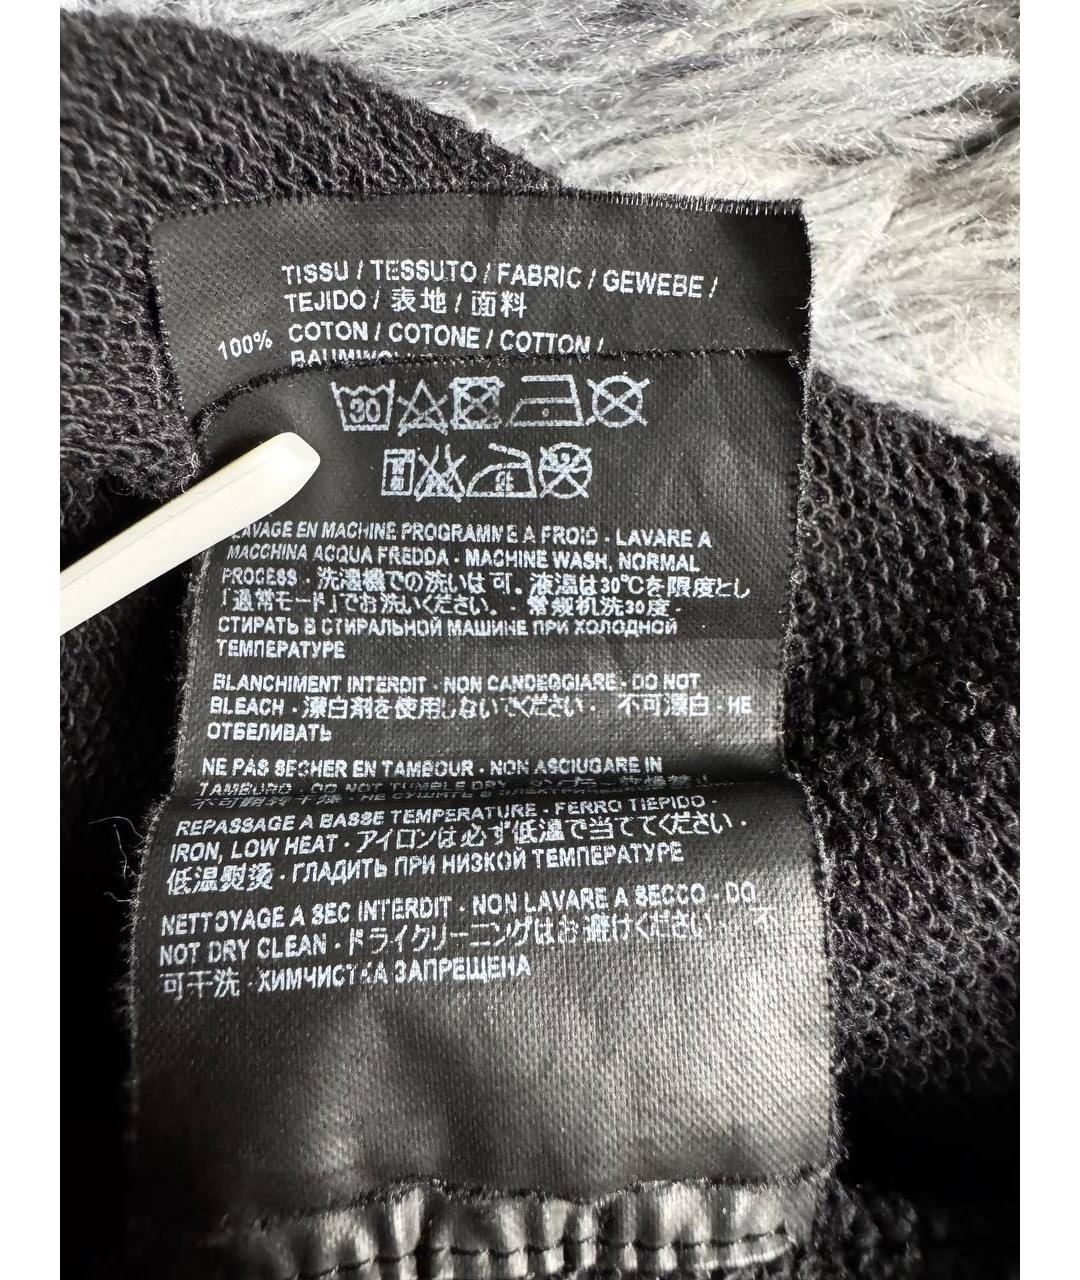 TISSU / TESSUTO / FABRIC / GEWEBE /
TEJIDO / 表地 / 面料
100% COTON / COTONE / COTTON /
30
LAVAGE EN MACHINE PROGRAMME A FROID - LAVARE A
MACCHINA ACQUA FREDDA - MACHINE WASH, NORMAL
PROCESS - 洗濯機での洗いは可。液温は30℃を限度とし
「通常モード」でお洗いください。 - 常规机洗30度 -
СТИРАТЬ В СТИРАЛЬНОЙ МАШИНЕ ПРИ ХОЛОДНОЙ
ТЕМПЕРАТУРЕ
BLANCHIMENT INTERDIT - NON CANDEGGIARE - DO NOT
BLEACH - 漂白剤を使用しないでください - 不可漂白 - НЕ
ОТБЕЛИВАТЬ
NE PAS SECHER EN TAMBOUR - NON ASCIUGARE IN
TAMBURO - DO NOT TUMBLE DRY
REPASSAGE A BASSE TEMPERATURE - FERRO TIEPIDO -
IRON, LOW HEAT - アイロンは必ず低温で当ててください -
低温熨烫 - ГЛАДИТЬ ПРИ НИЗКОЙ ТЕМПЕРАТУРЕ
NETTOYAGE A SEC INTERDIT - NON LAVARE A SECCO - DO
NOT DRY CLEAN - ドライクリーニングはお避けください 不
可干洗 - ХИМЧИСТКА ЗАПРЕЩЕНА